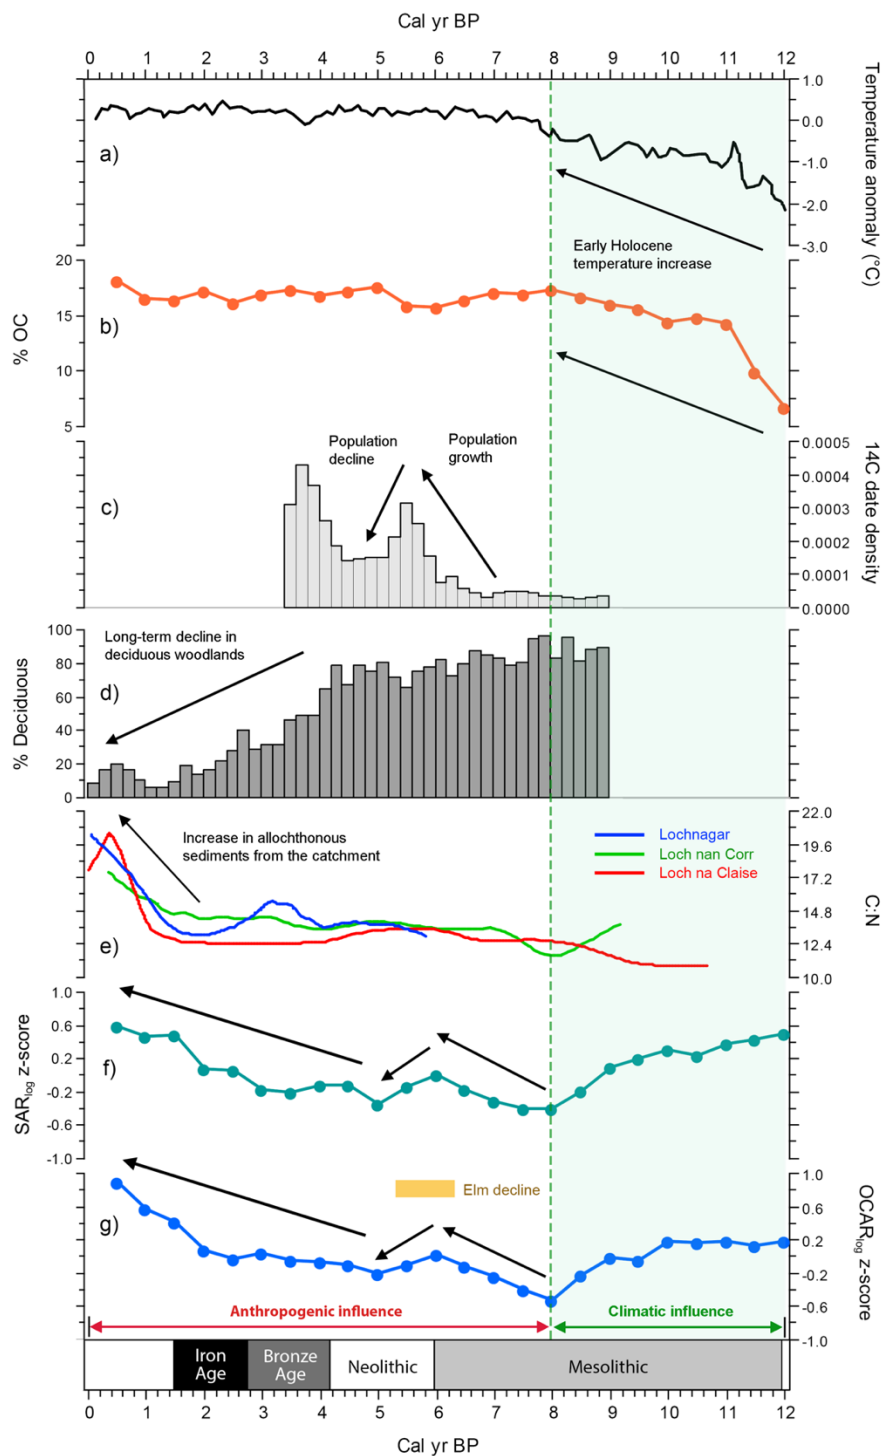 Cal yr BP
0 1 2 3 4 5 6 7 8 9 10 11 12
1.0
0.0
-1.0
-2.0
-3.0
Temperature anomaly (°C)
a)
Early Holocene
temperature increase
20
15
10
5
% OC
b)
0.0005
0.0004
0.0003
0.0002
0.0001
0.0000
14C date density
Population
decline
Population
growth
c)
100
80
60
40
20
0
% Deciduous
Long-term decline in
deciduous woodlands
d)
22.0
19.6
17.2
14.8
12.4
10.0
C:N
Increase in allochthonous
sediments from the catchment
Lochnagar
Loch nan Corr
Loch na Claise
e)
1.0
0.6
0.2
-0.2
-0.6
-1.0
SARlog z-score
f)
1.0
0.6
0.2
-0.2
-0.6
-1.0
OCARlog z-score
Elm decline
g)
Anthropogenic influence
Climatic influence
Iron
Age
Bronze
Age
Neolithic
Mesolithic
0 1 2 3 4 5 6 7 8 9 10 11 12
Cal yr BP